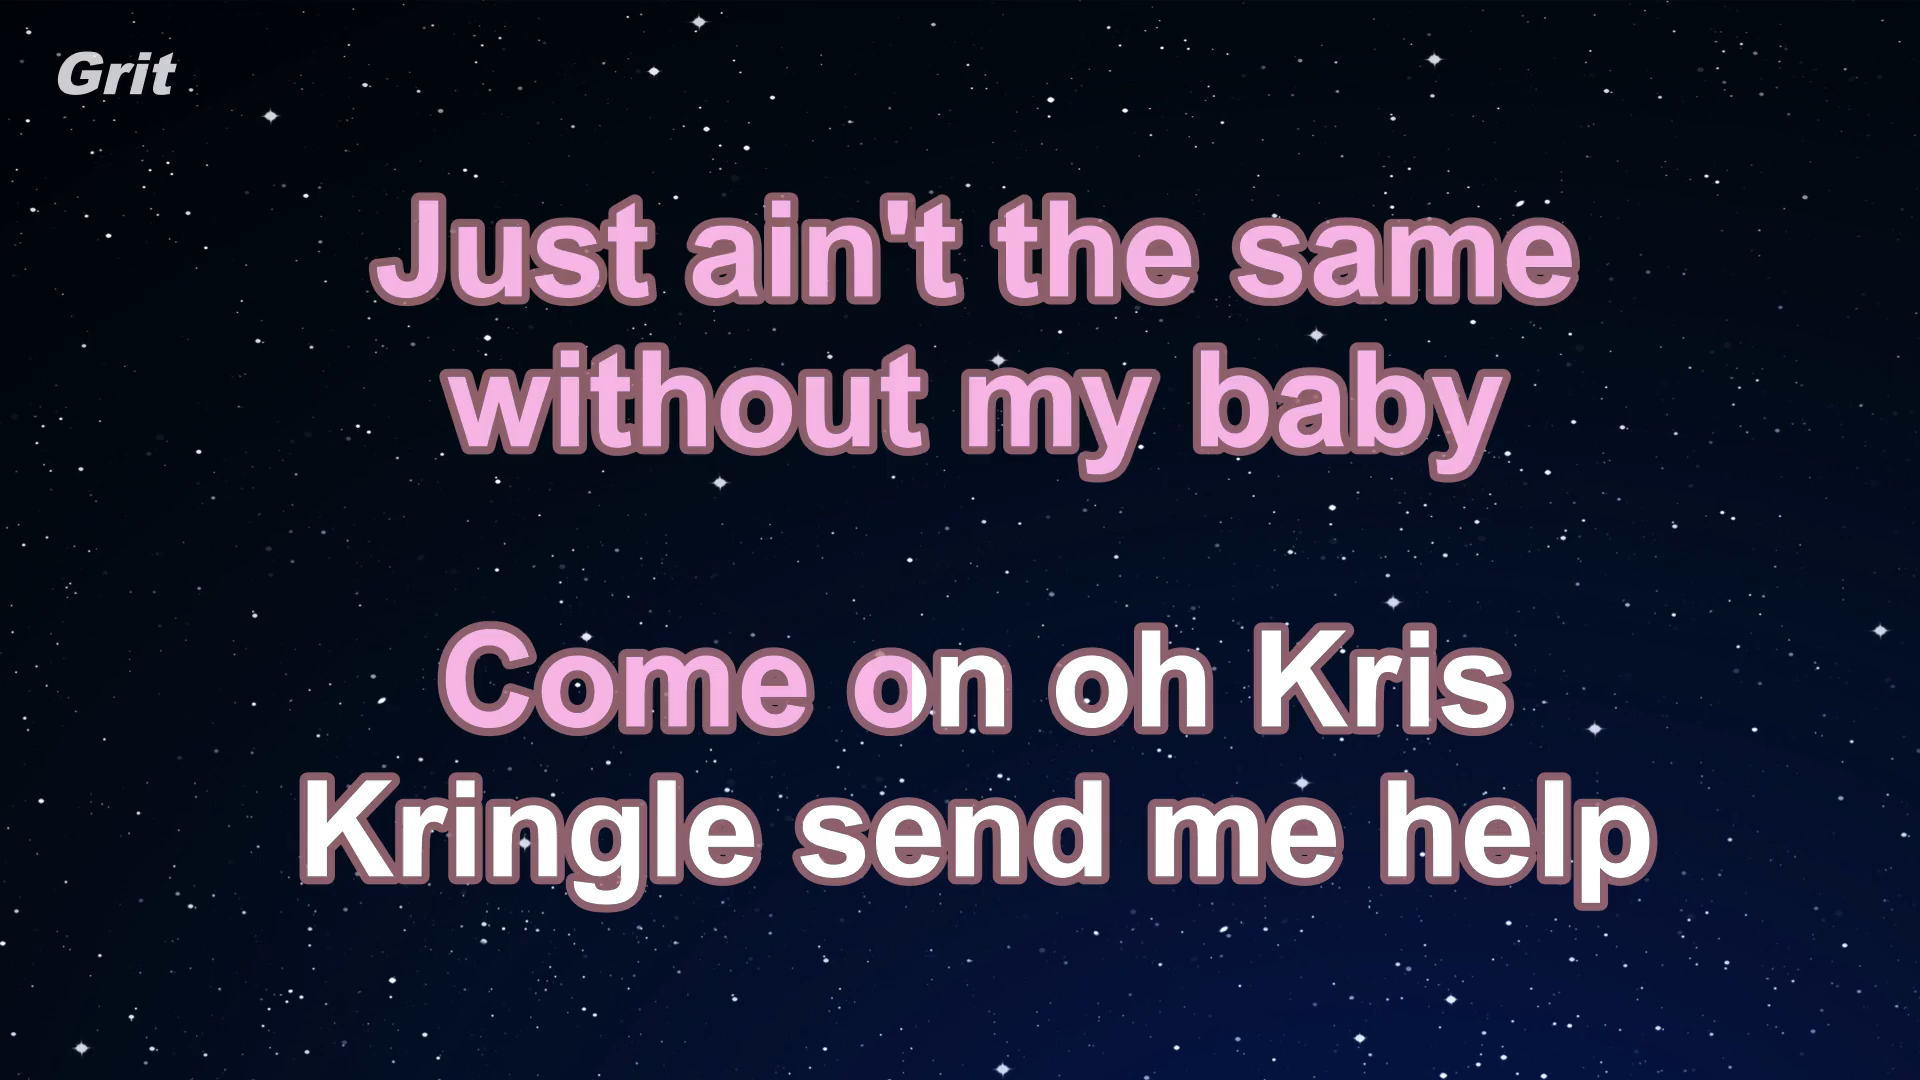 Grit
Just ain't the same
without my baby
Come on oh Kris
Kringle send me help